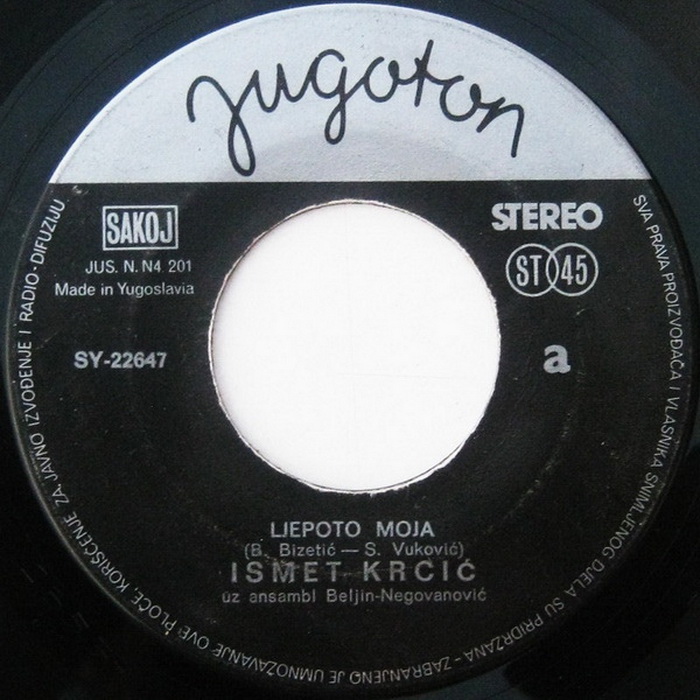 Jugoton
SAKOJ
JUS. N. N4 201
Made in Yugoslavia
SY-22647
STEREO
ST 45
a
LJEPOTO MOJA
(B. Bizetić — S. Vuković)
ISMET KRCIĆ
uz ansambl Beljin-Negovanović
SVA PRAVA PROIZVOĐAČA I VLASNIKA SNIMLJENOG DJELA SU PRIDRŽANA - ZABRANJENO JE UMNOŽAVANJE OVE PLOČE, KORIŠĆENJE ZA JAVNO IZVOĐENJE I RADIO-DIFUZIJU